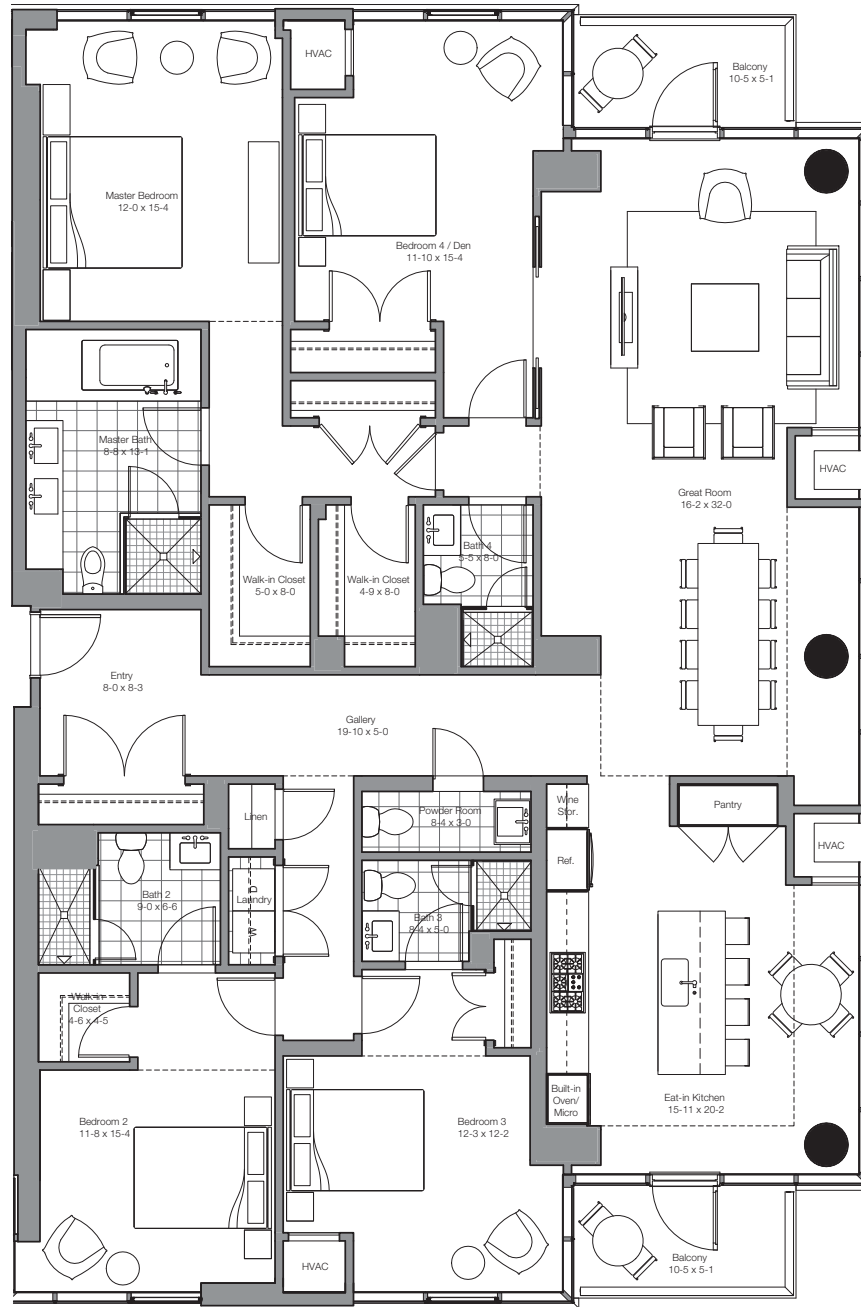 HVAC
Balcony
10-5 x 5-1
Master Bedroom
12-0 x 15-4
Bedroom 4 / Den
11-10 x 15-4
Master Bath
8-8 x 13-1
HVAC
Great Room
16-2 x 32-0
Bath 4
5-5 x 8-0
Walk-in Closet
5-0 x 8-0
Walk-in Closet
4-9 x 8-0
Entry
8-0 x 8-3
Gallery
19-10 x 5-0
Linen
Powder Room
8-4 x 3-0
Wine
Stor.
Pantry
HVAC
Ref.
Bath 2
9-0 x 6-6
D
Laundry
W
Bath 3
8-4 x 5-0
Walk-in
Closet
4-6 x 4-5
Built-in
Oven/
Micro
Eat-in Kitchen
15-11 x 20-2
Bedroom 2
11-8 x 15-4
Bedroom 3
12-3 x 12-2
HVAC
Balcony
10-5 x 5-1